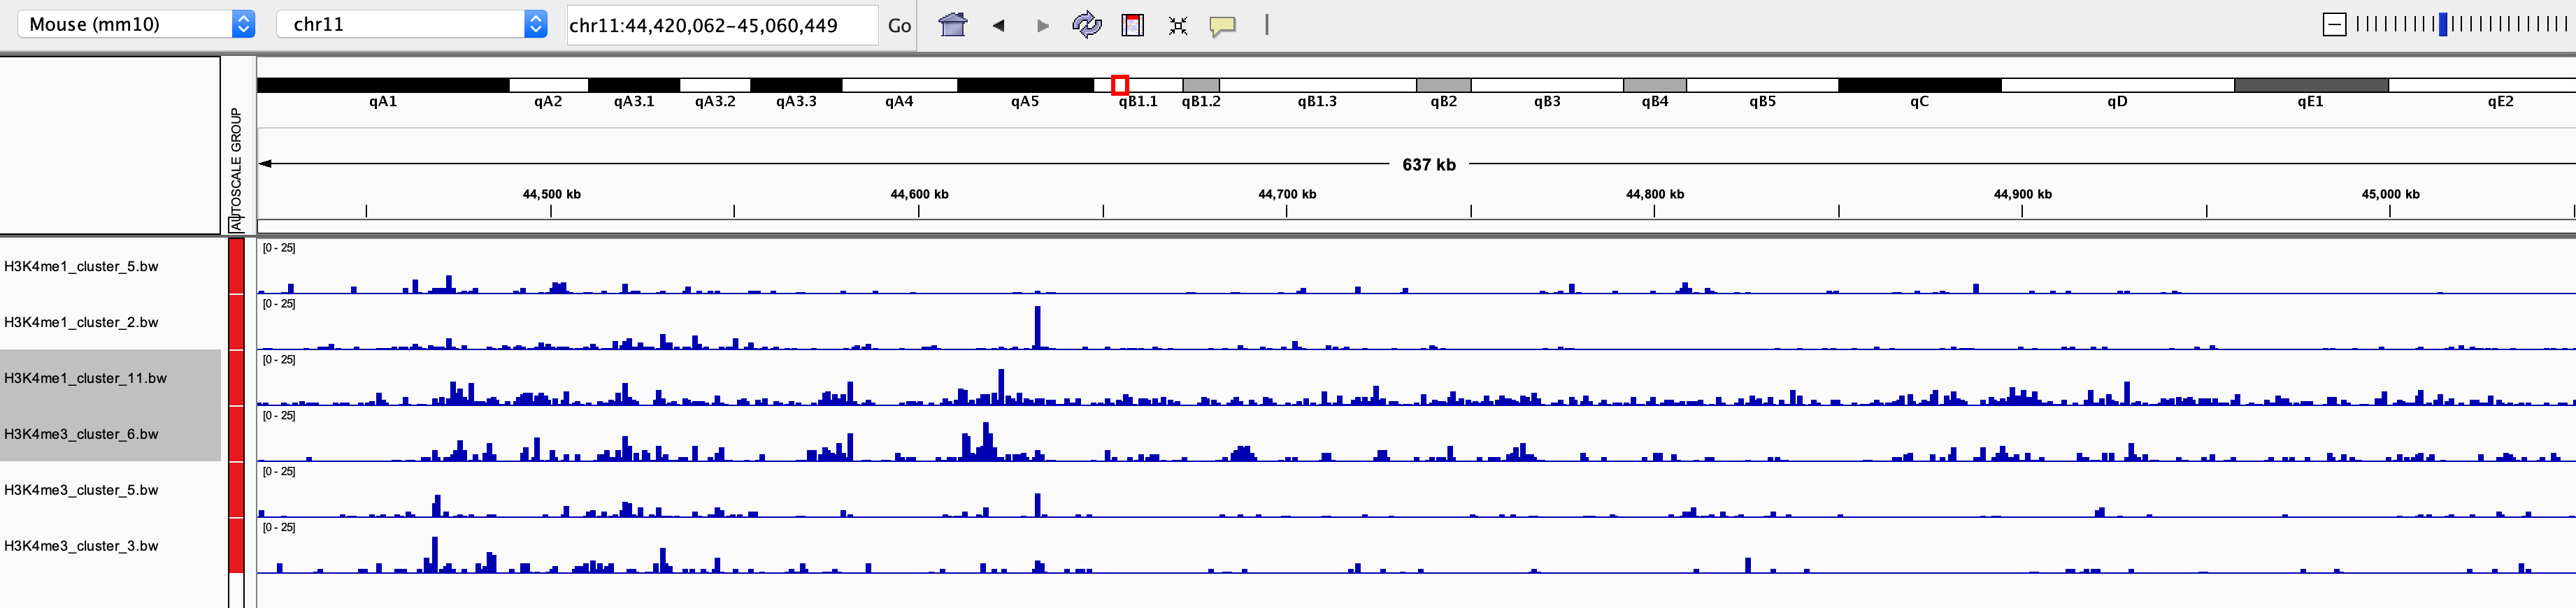 Mouse (mm10) chr11 chr11:44,420,062-45,060,449 Go
AUTOSCALE GROUP
qA1 qA2 qA3.1 qA3.2 qA3.3 qA4 qA5 qB1.1 qB1.2 qB1.3 qB2 qB3 qB4 qB5 qC qD qE1 qE2
637 kb
44,500 kb 44,600 kb 44,700 kb 44,800 kb 44,900 kb 45,000 kb
[0 - 25]
H3K4me1_cluster_5.bw
[0 - 25]
H3K4me1_cluster_2.bw
[0 - 25]
H3K4me1_cluster_11.bw
[0 - 25]
H3K4me3_cluster_6.bw
[0 - 25]
H3K4me3_cluster_5.bw
[0 - 25]
H3K4me3_cluster_3.bw